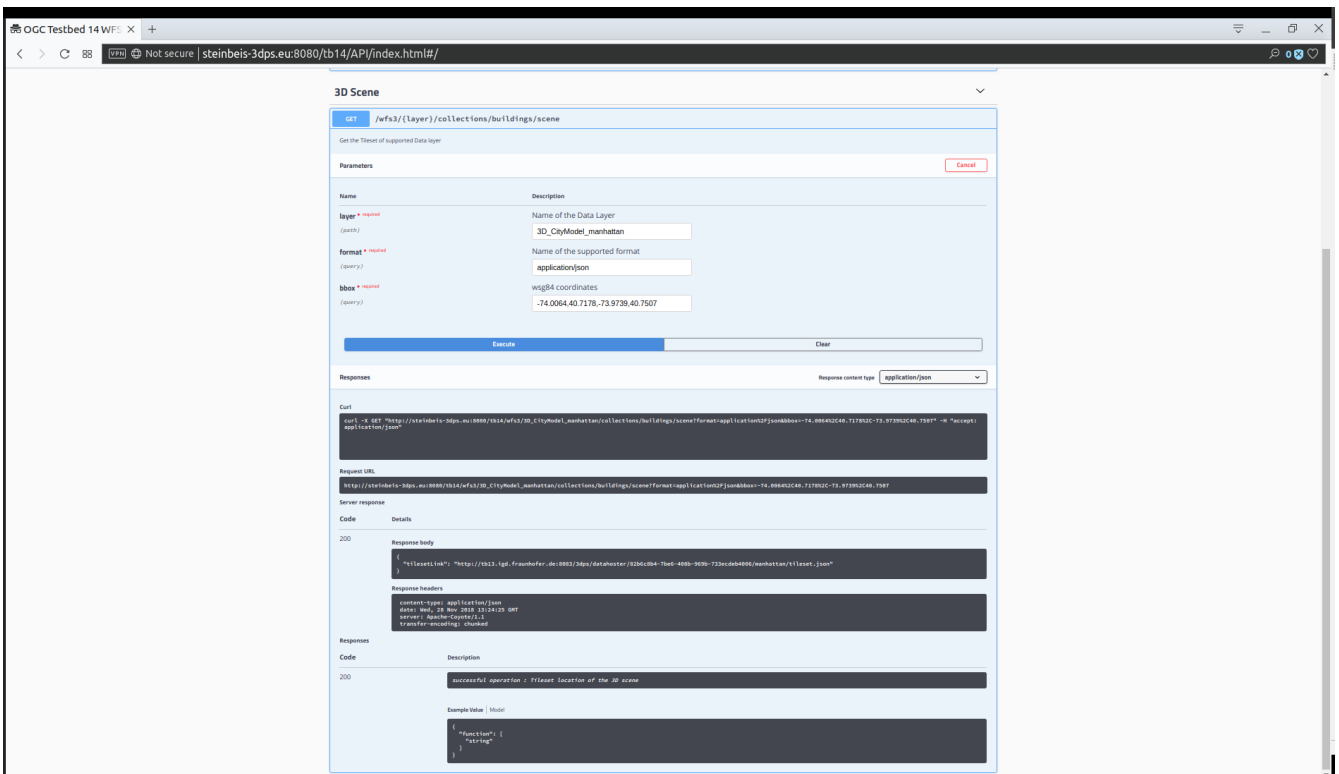 OGC Testbed 14 WFS
VPN Not secure | steinbeis-3dps.eu:8080/tb14/API/index.html#/
0
3D Scene
GET /wfs3/{layer}/collections/buildings/scene
Get the Tileset of supported Data layer
Parameters
Cancel
Name Description
layer * required Name of the Data Layer
(path) 3D_CityModel_manhattan
format * required Name of the supported format
(query) application/json
bbox * required wsg84 coordinates
(query) -74.0064,40.7178,-73.9739,40.7507
Execute Clear
Responses Response content type application/json
Curl
curl -X GET "http://steinbeis-3dps.eu:8080/tb14/wfs3/3D_CityModel_manhattan/collections/buildings/scene?format=application%2Fjson&bbox=-74.0064%2C40.7178%2C-73.9739%2C40.7507" -H "accept:
application/json"
Request URL
http://steinbeis-3dps.eu:8080/tb14/wfs3/3D_CityModel_manhattan/collections/buildings/scene?format=application%2Fjson&bbox=-74.0064%2C40.7178%2C-73.9739%2C40.7507
Server response
Code Details
200
Response body
{
"tilesetLink":
}
Response headers
content-type: application/json
date: Wed, 28 Nov 2018 13:24:25 GMT
server: Apache-Coyote/1.1
transfer-encoding: chunked
Responses
Code Description
200 successful operation : Tileset location of the 3D scene
Example Value | Model
{
"function": {
"string"
}
}